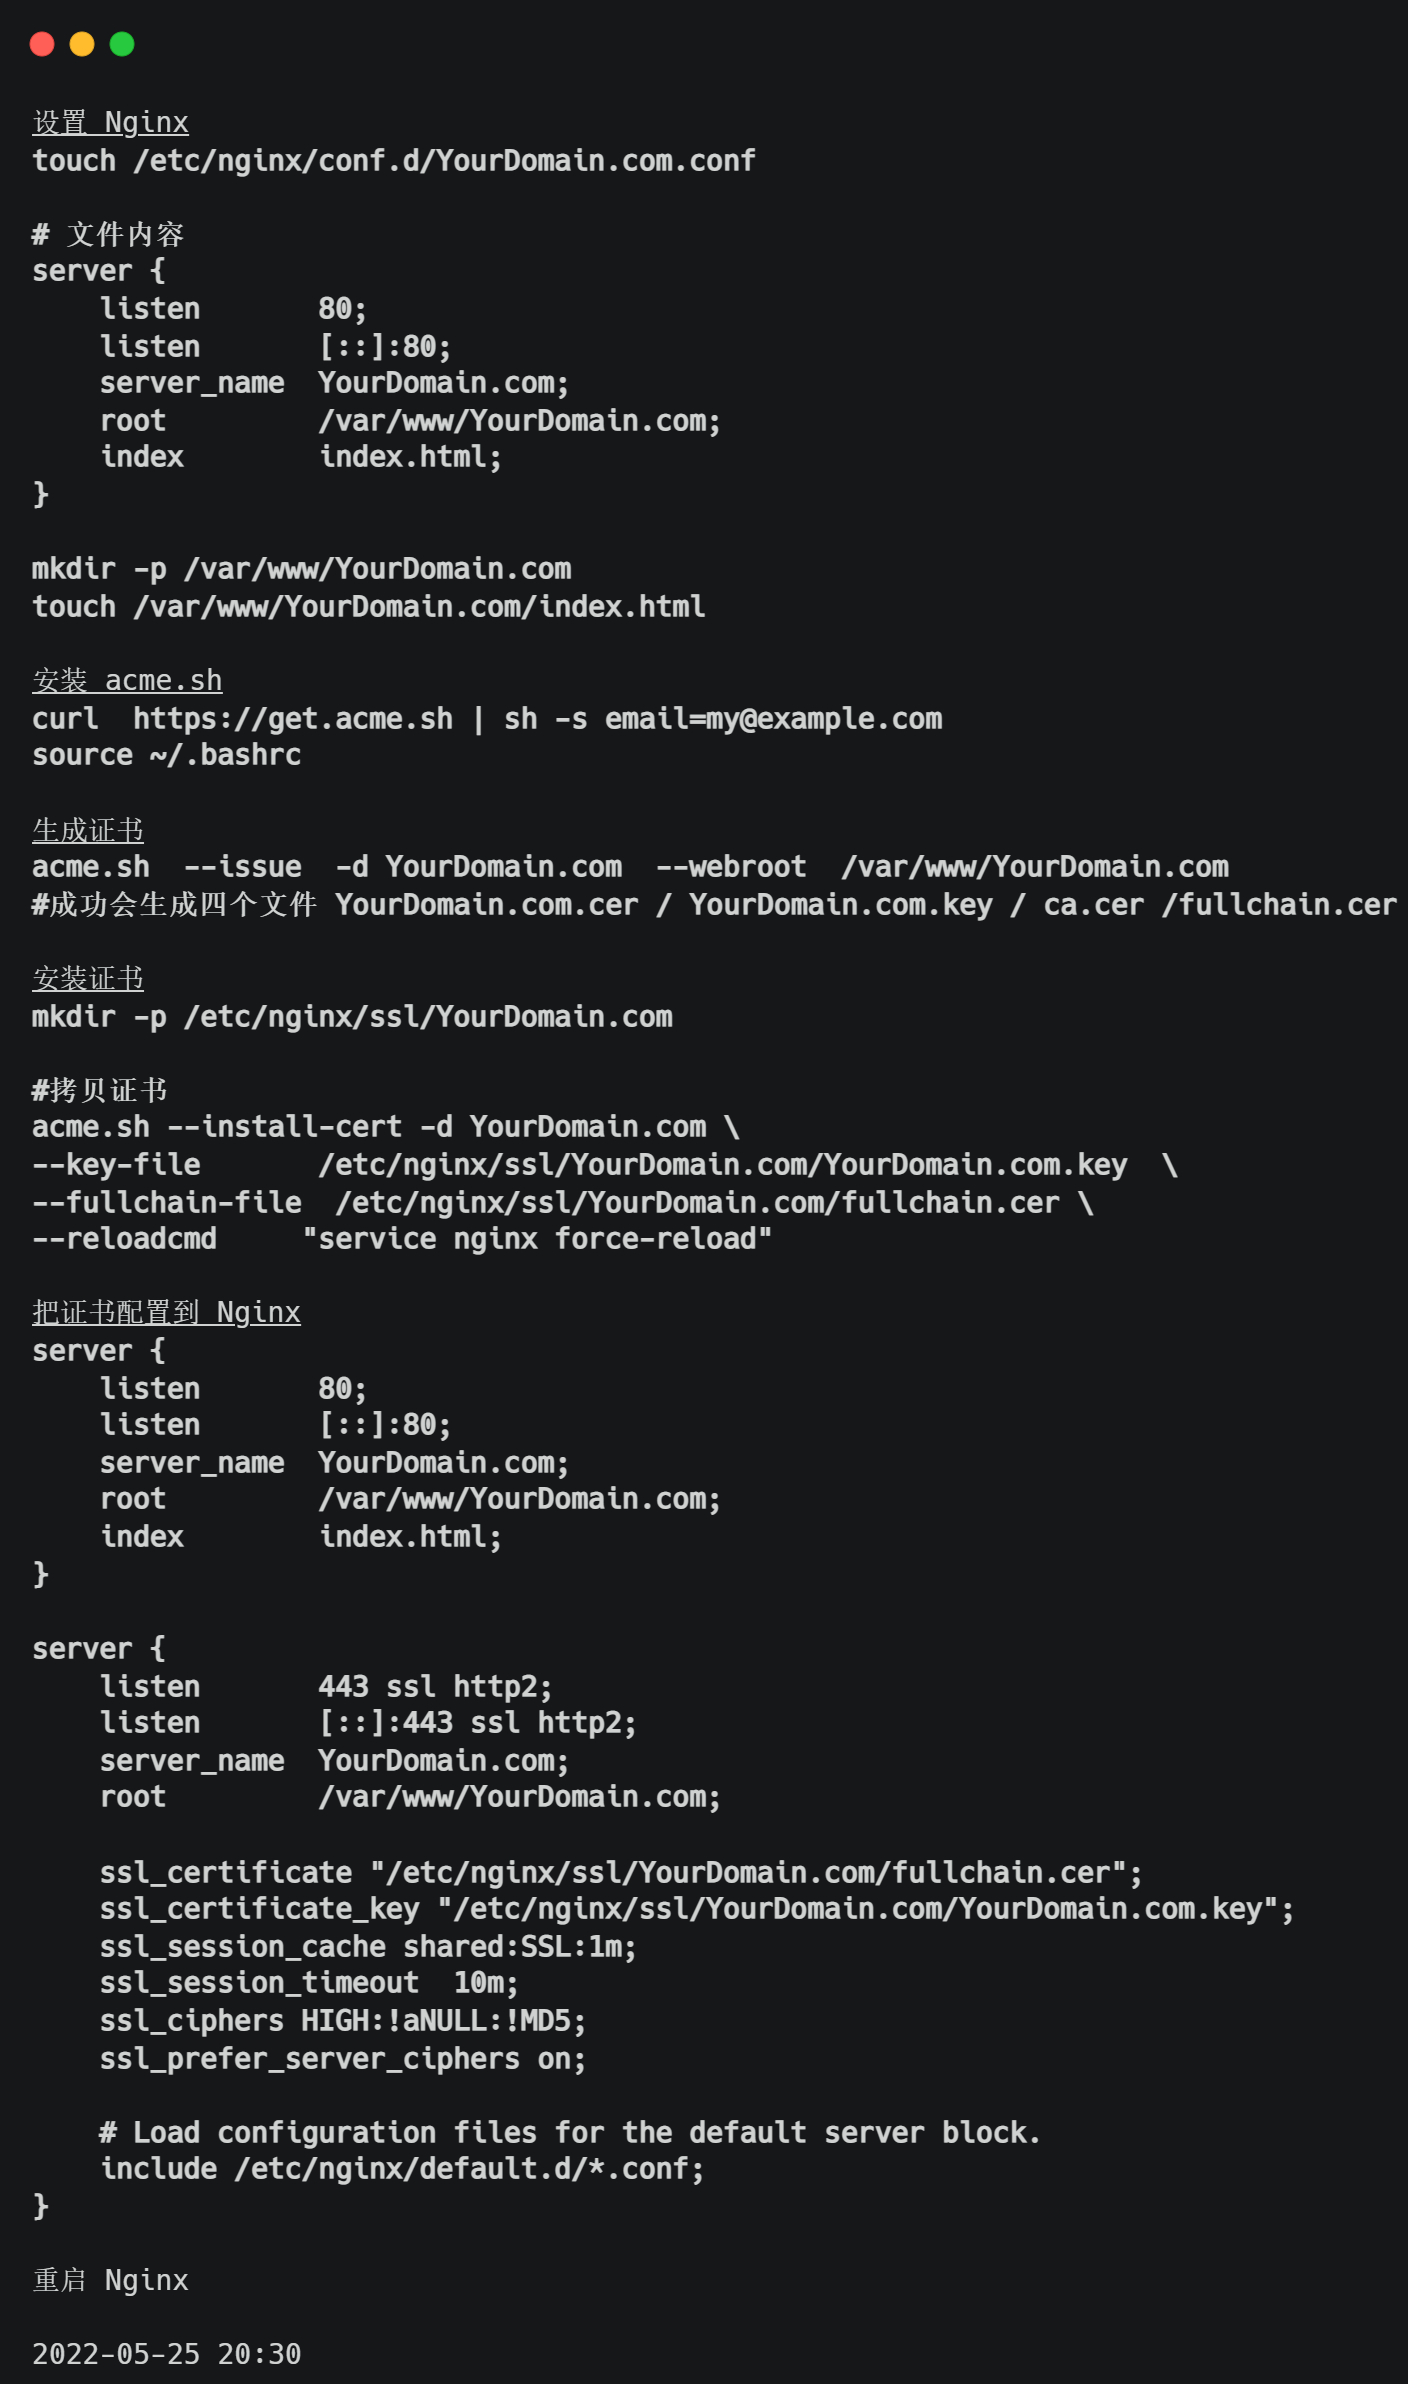 设置 Nginx
touch /etc/nginx/conf.d/YourDomain.com.conf
# 文件内容
server {
    listen       80;
    listen       [::]:80;
    server_name  YourDomain.com;
    root         /var/www/YourDomain.com;
    index        index.html;
}
mkdir -p /var/www/YourDomain.com
touch /var/www/YourDomain.com/index.html
安装 acme.sh
curl  https://get.acme.sh | sh -s email=my@example.com
source ~/.bashrc
生成证书
acme.sh  --issue  -d YourDomain.com  --webroot  /var/www/YourDomain.com
#成功会生成四个文件 YourDomain.com.cer / YourDomain.com.key / ca.cer /fullchain.cer
安装证书
mkdir -p /etc/nginx/ssl/YourDomain.com
#拷贝证书
acme.sh --install-cert -d YourDomain.com \
--key-file       /etc/nginx/ssl/YourDomain.com/YourDomain.com.key  \
--fullchain-file  /etc/nginx/ssl/YourDomain.com/fullchain.cer \
--reloadcmd     "service nginx force-reload"
把证书配置到 Nginx
server {
    listen       80;
    listen       [::]:80;
    server_name  YourDomain.com;
    root         /var/www/YourDomain.com;
    index        index.html;
}
server {
    listen       443 ssl http2;
    listen       [::]:443 ssl http2;
    server_name  YourDomain.com;
    root         /var/www/YourDomain.com;
    ssl_certificate "/etc/nginx/ssl/YourDomain.com/fullchain.cer";
    ssl_certificate_key "/etc/nginx/ssl/YourDomain.com/YourDomain.com.key";
    ssl_session_cache shared:SSL:1m;
    ssl_session_timeout  10m;
    ssl_ciphers HIGH:!aNULL:!MD5;
    ssl_prefer_server_ciphers on;
    # Load configuration files for the default server block.
    include /etc/nginx/default.d/*.conf;
}
重启 Nginx
2022-05-25 20:30